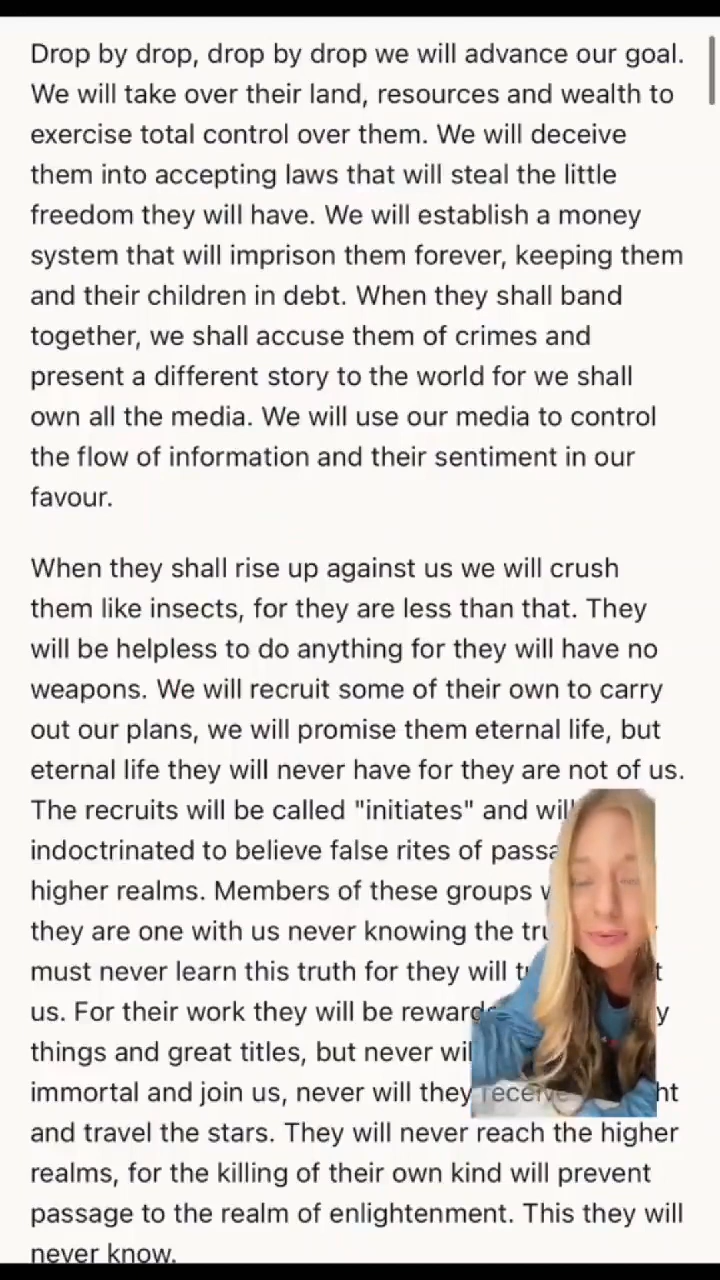 Drop by drop, drop by drop we will advance our goal.
We will take over their land, resources and wealth to
exercise total control over them. We will deceive
them into accepting laws that will steal the little
freedom they will have. We will establish a money
system that will imprison them forever, keeping them
and their children in debt. When they shall band
together, we shall accuse them of crimes and
present a different story to the world for we shall
own all the media. We will use our media to control
the flow of information and their sentiment in our
favour.
When they shall rise up against us we will crush
them like insects, for they are less than that. They
will be helpless to do anything for they will have no
weapons. We will recruit some of their own to carry
out our plans, we will promise them eternal life, but
eternal life they will never have for they are not of us.
The recruits will be called "initiates" and will
indoctrinated to believe false rites of
higher realms. Members of these groups
they are one with us never knowing the
must never learn this truth for they will
us. For their work they will be
things and great titles, but never
immortal and join us, never will they receive
and travel the stars. They will never reach the higher
realms, for the killing of their own kind will prevent
passage to the realm of enlightenment. This they will
never know.